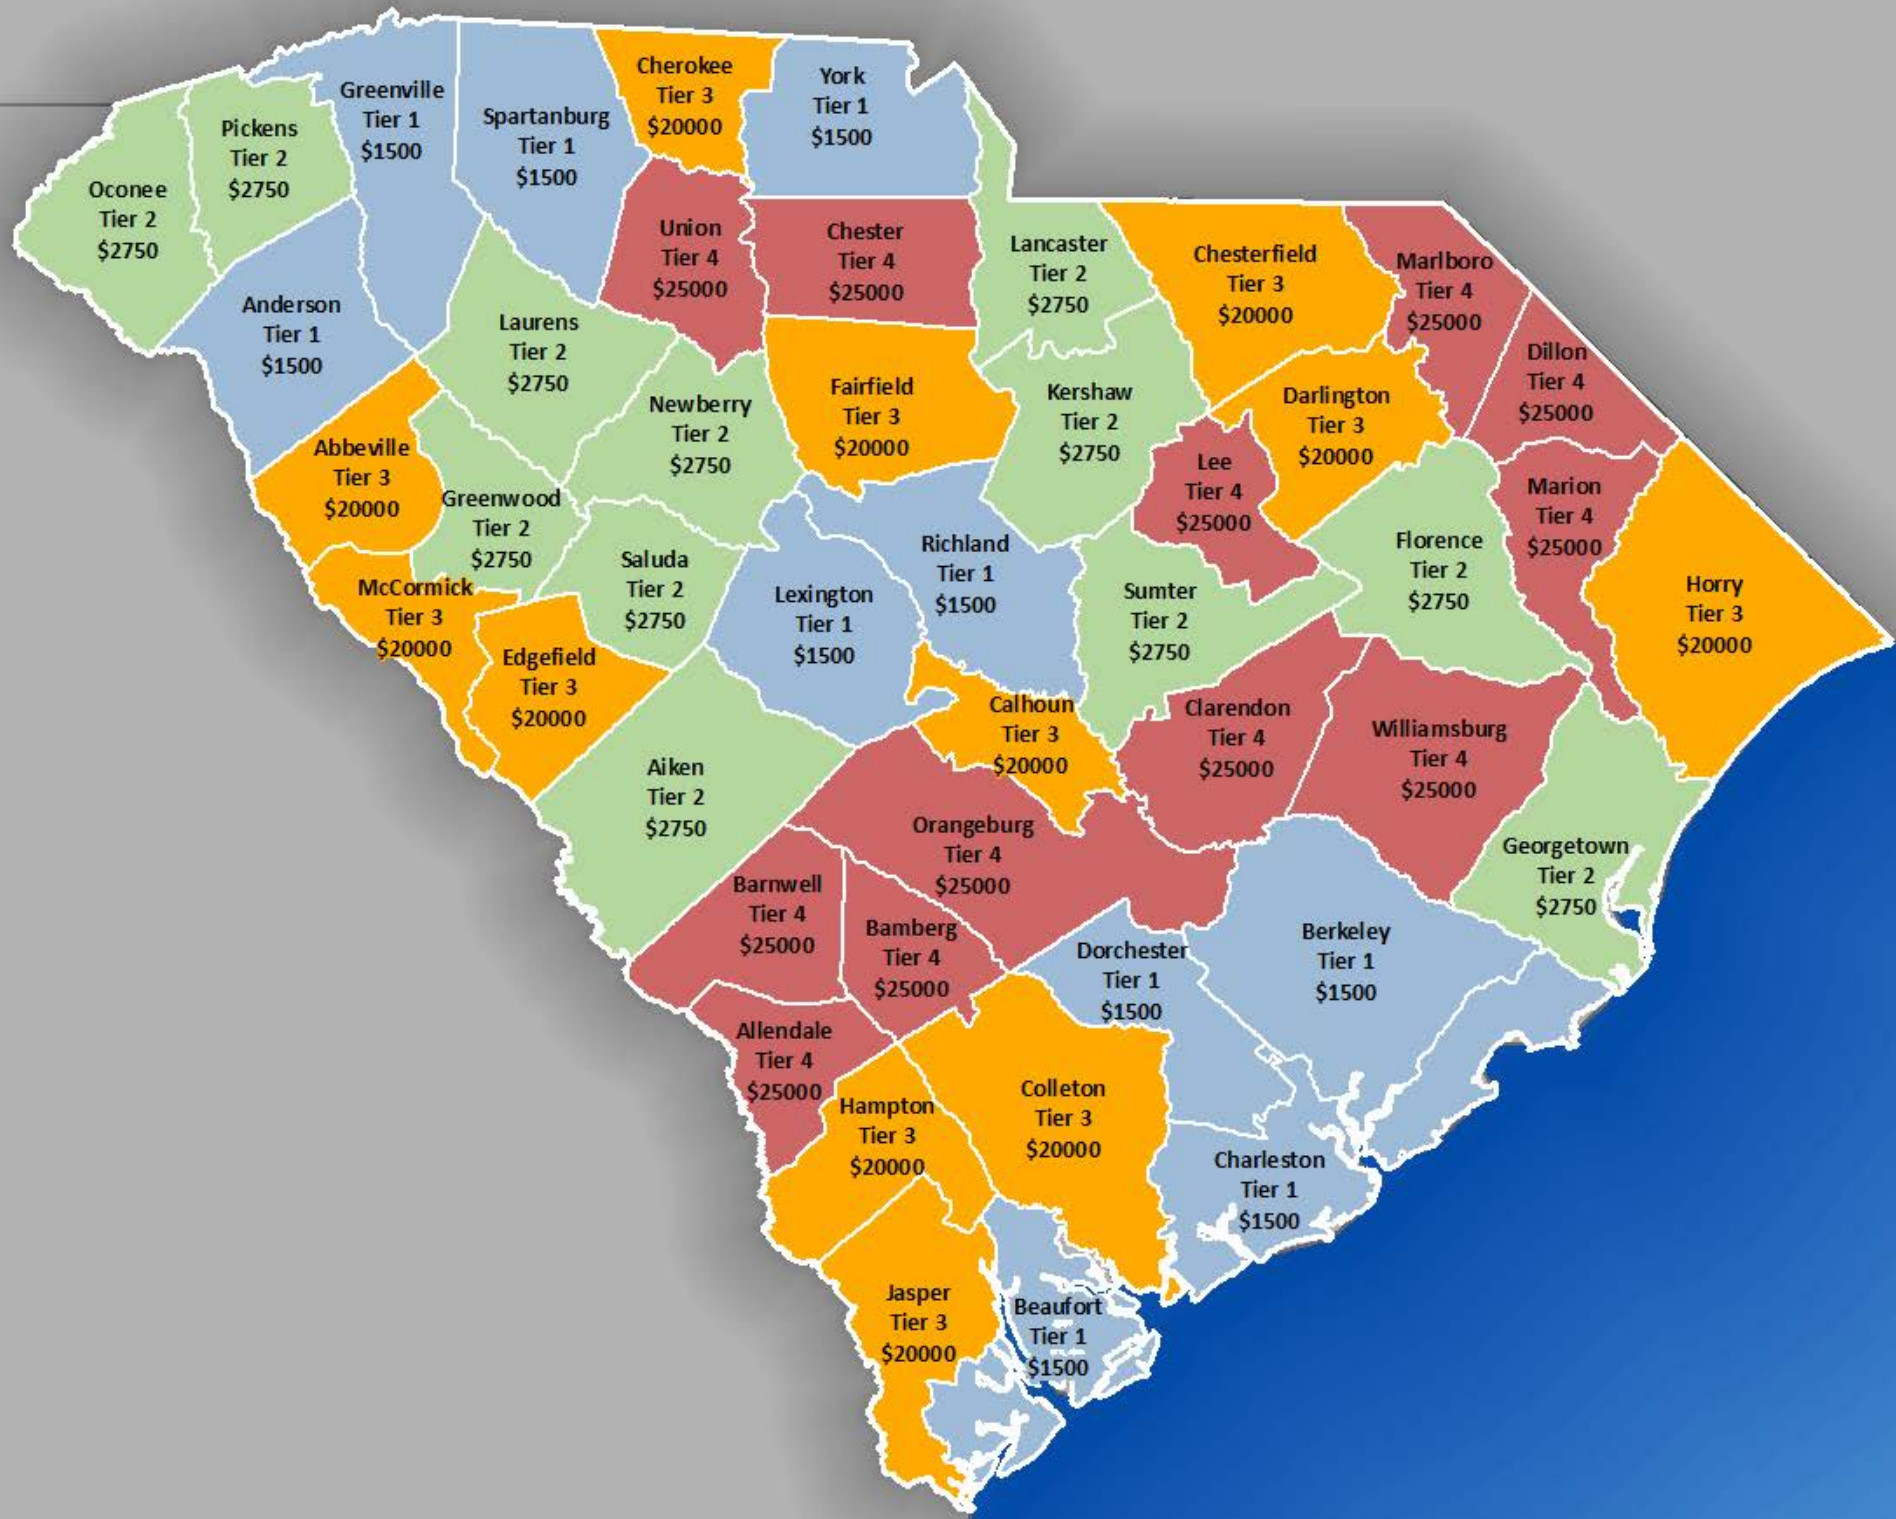 Cherokee
Tier 3
$20000
York
Tier 1
$1500
Greenville
Tier 1
$1500
Spartanburg
Tier 1
$1500
Pickens
Tier 2
$2750
Oconee
Tier 2
$2750
Union
Tier 4
$25000
Chester
Tier 4
$25000
Lancaster
Tier 2
$2750
Chesterfield
Tier 3
$20000
Marlboro
Tier 4
$25000
Anderson
Tier 1
$1500
Laurens
Tier 2
$2750
Dillon
Tier 4
$25000
Newberry
Tier 2
$2750
Fairfield
Tier 3
$20000
Kershaw
Tier 2
$2750
Darlington
Tier 3
$20000
Abbeville
Tier 3
$20000
Lee
Tier 4
$25000
Greenwood
Tier 2
$2750
Marion
Tier 4
$25000
Saluda
Tier 2
$2750
Richland
Tier 1
$1500
Florence
Tier 2
$2750
McCormick
Tier 3
$20000
Lexington
Tier 1
$1500
Sumter
Tier 2
$2750
Horry
Tier 3
$20000
Edgefield
Tier 3
$20000
Calhoun
Tier 3
$20000
Clarendon
Tier 4
$25000
Williamsburg
Tier 4
$25000
Aiken
Tier 2
$2750
Orangeburg
Tier 4
$25000
Georgetown
Tier 2
$2750
Barnwell
Tier 4
$25000
Bamberg
Tier 4
$25000
Dorchester
Tier 1
$1500
Berkeley
Tier 1
$1500
Allendale
Tier 4
$25000
Colleton
Tier 3
$20000
Hampton
Tier 3
$20000
Charleston
Tier 1
$1500
Jasper
Tier 3
$20000
Beaufort
Tier 1
$1500